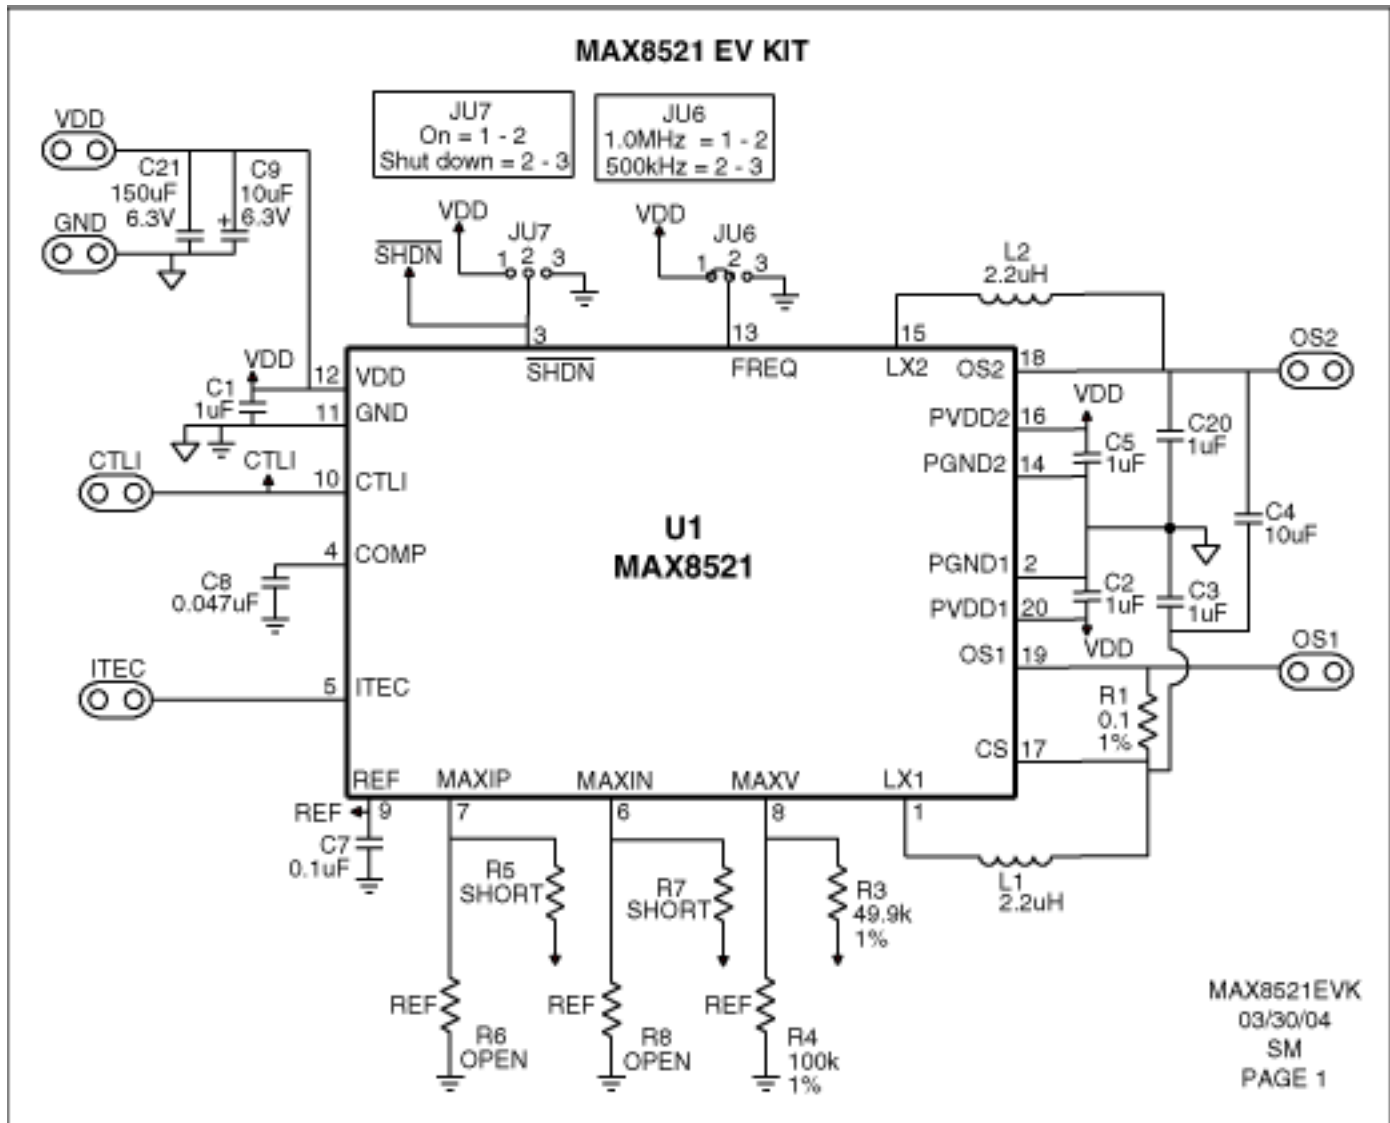 MAX8521 EV KIT
JU7
On = 1 - 2
Shut down = 2 - 3
JU6
1.0MHz = 1 - 2
500kHz = 2 - 3
VDD
C21
150uF
6.3V
C9
10uF
+ 6.3V
GND
VDD
JU7
1 2 3
SHDN
VDD
JU6
1 2 3
L2
2.2uH
3
13
15
VDD
C1
1uF
12
VDD
11
GND
SHDN
FREQ
LX2
OS2
18
OS2
PVDD2
16
VDD
C5
1uF
C20
1uF
PGND2
14
CTLI
CTLI
10
CTLI
U1
MAX8521
C4
10uF
4
COMP
C8
0.047uF
PGND1
2
C2
1uF
C3
1uF
PVDD1
20
VDD
OS1
19
OS1
ITEC
5
ITEC
R1
0.1
1%
CS
17
REF
MAXIP
MAXIN
MAXV
LX1
REF
9
7
6
8
1
C7
0.1uF
R5
SHORT
R7
SHORT
R3
49.9k
1%
L1
2.2uH
REF
R6
OPEN
REF
R8
OPEN
REF
R4
100k
1%
MAX8521EVK
03/30/04
SM
PAGE 1